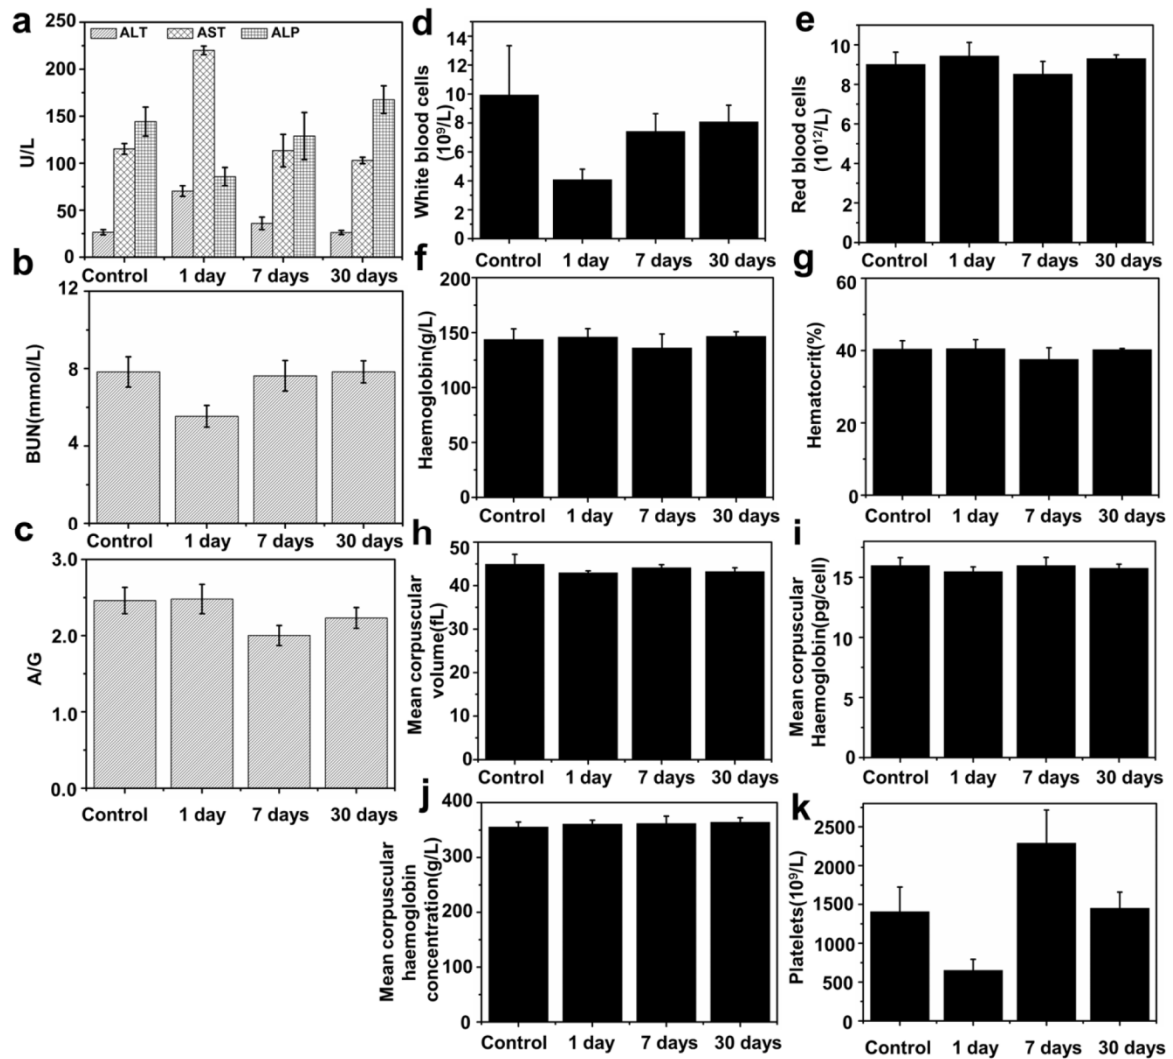 a
ALT AST ALP
250
200
150
100
50
0
U/L
Control 1 day 7 days 30 days
b
12
8
4
0
BUN(mmol/L)
Control 1 day 7 days 30 days
c
3.0
2.0
1.0
0.0
A/G
Control 1 day 7 days 30 days
d
14
12
10
8
6
4
2
0
White blood cells
(10⁹/L)
Control 1 day 7 days 30 days
e
10
8
6
4
2
0
Red blood cells
(10¹²/L)
Control 1 day 7 days 30 days
f
200
150
100
50
0
Haemoglobin(g/L)
Control 1 day 7 days 30 days
g
60
40
20
0
Hematocrit(%)
Control 1 day 7 days 30 days
h
50
45
43
30
20
10
0
Mean corpuscular
volume(fL)
Control 1 day 7 days 30 days
i
15
10
5
0
Mean corpuscular
Haemoglobin(pg/cell)
Control 1 day 7 days 30 days
j
400
350
300
200
100
0
Mean corpuscular
haemoglobin
concentration(g/L)
Control 1 day 7 days 30 days
k
2500
2000
1500
1000
500
0
Platelets(10⁹/L)
Control 1 day 7 days 30 days